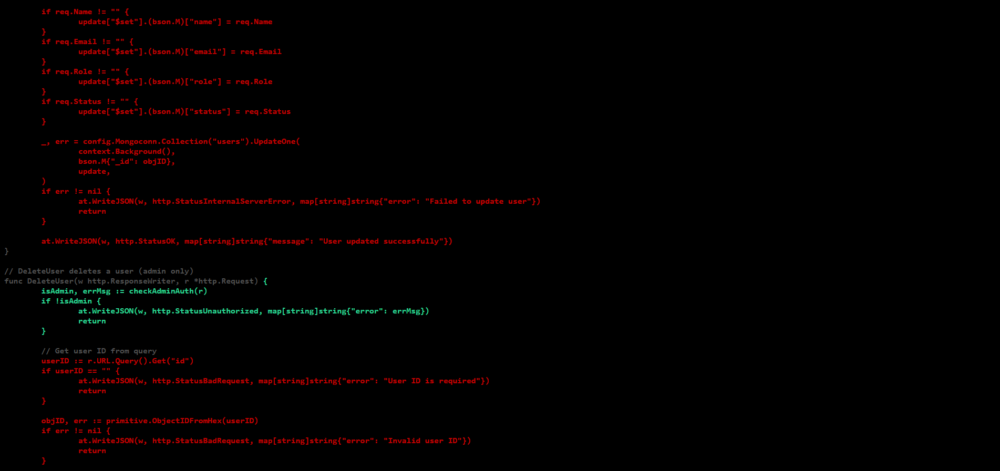 if req.Name != "" {
update["$set"].(bson.M)["name"] = req.Name
}
if req.Email != "" {
update["$set"].(bson.M)["email"] = req.Email
}
if req.Role != "" {
update["$set"].(bson.M)["role"] = req.Role
}
if req.Status != "" {
update["$set"].(bson.M)["status"] = req.Status
}
_, err = config.Mongoconn.Collection("users").UpdateOne(
context.Background(),
bson.M{"_id": objID},
update,
)
if err != nil {
at.WriteJSON(w, http.StatusInternalServerError, map[string]string{"error": "Failed to update user"})
return
}
at.WriteJSON(w, http.StatusOK, map[string]string{"message": "User updated successfully"})
}
// DeleteUser deletes a user (admin only)
func DeleteUser(w http.ResponseWriter, r *http.Request) {
isAdmin, errMsg := checkAdminAuth(r)
if !isAdmin {
at.WriteJSON(w, http.StatusUnauthorized, map[string]string{"error": errMsg})
return
}
// Get user ID from query
userID := r.URL.Query().Get("id")
if userID == "" {
at.WriteJSON(w, http.StatusBadRequest, map[string]string{"error": "User ID is required"})
return
}
objID, err := primitive.ObjectIDFromHex(userID)
if err != nil {
at.WriteJSON(w, http.StatusBadRequest, map[string]string{"error": "Invalid user ID"})
return
}